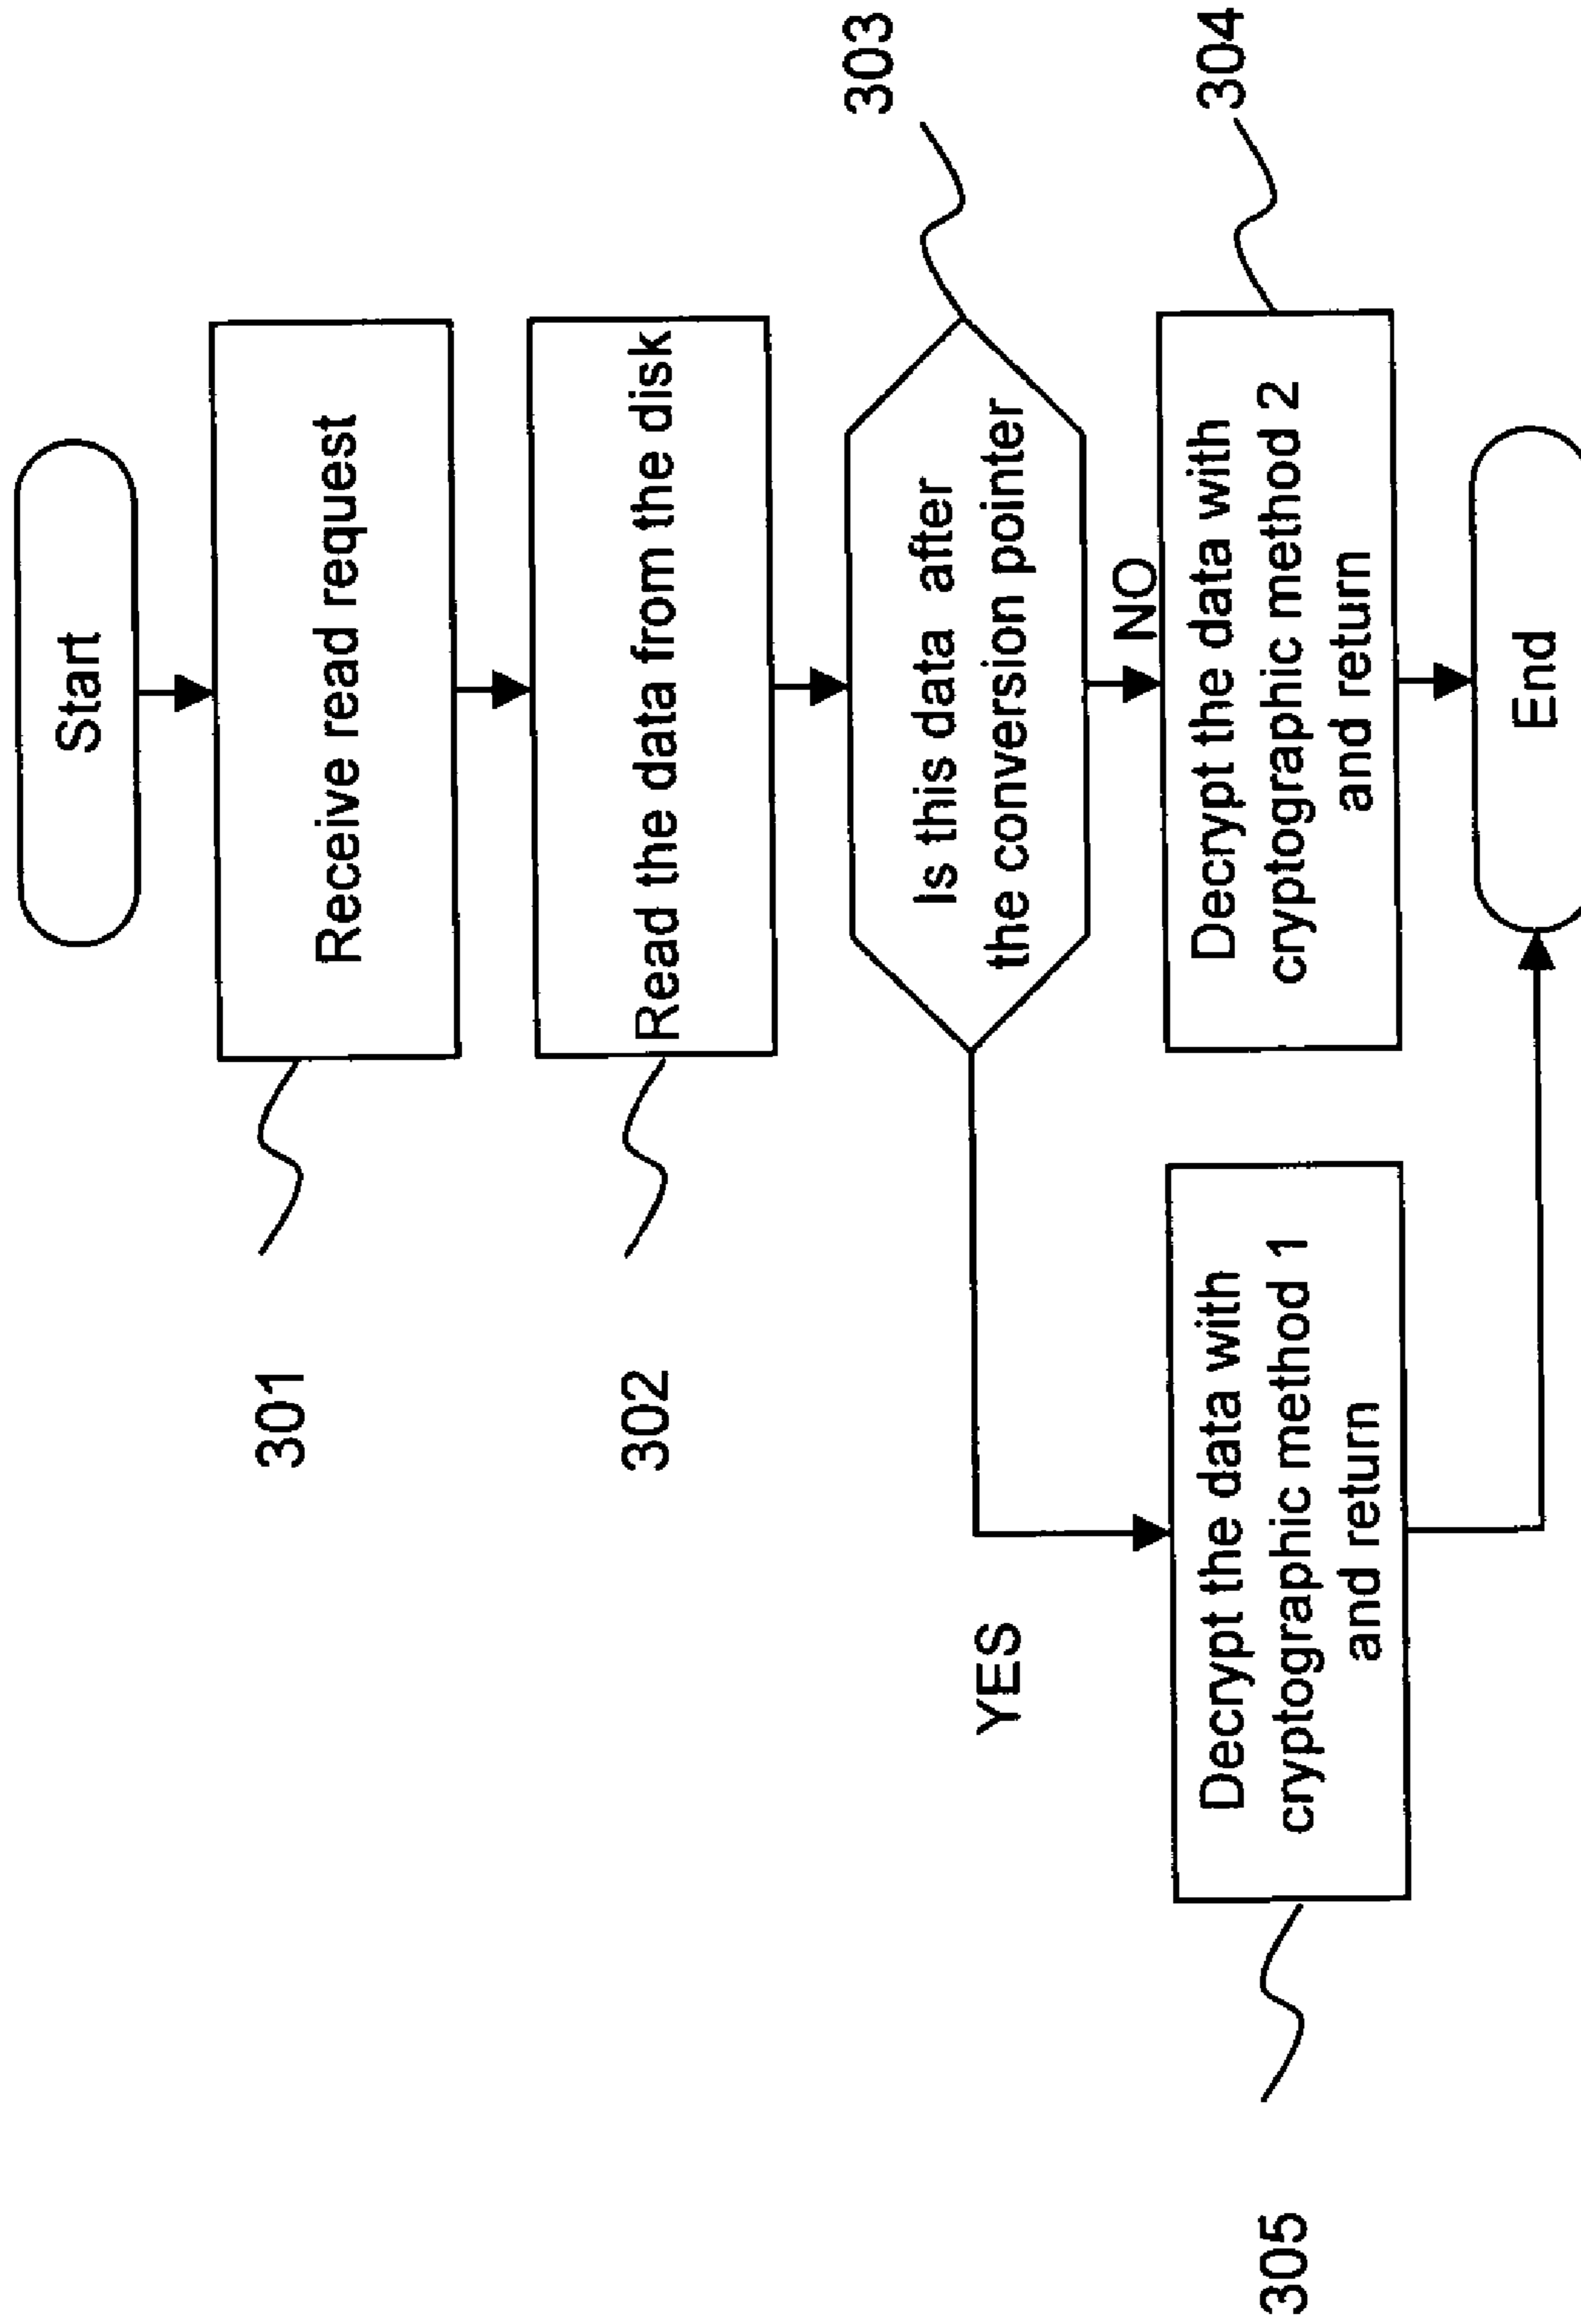 Start
Receive read request
301
Read the data from the disk
302
Is this data after
the conversion pointer
303
NO
YES
Decrypt the data with
cryptographic method 2
and return
304
Decrypt the data with
cryptographic method 1
and return
305
End